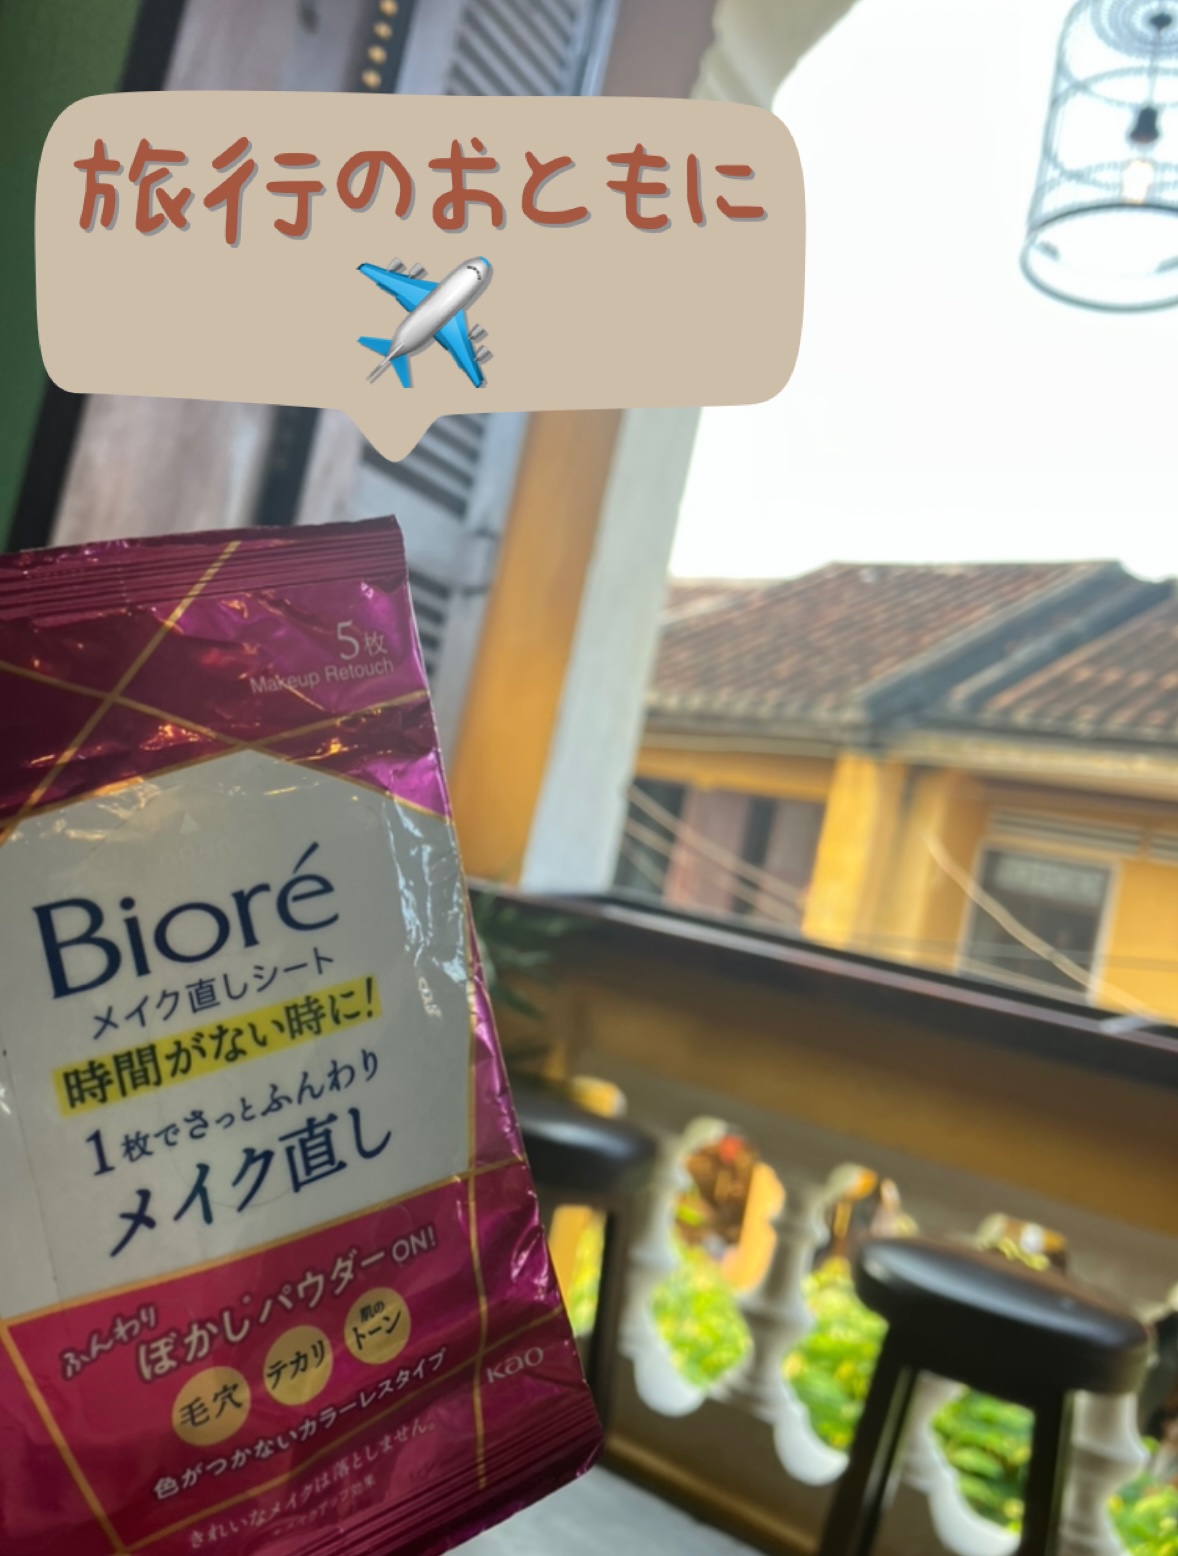 旅行のおともに
5枚
Makeup Retouch
Bioré
メイク直しシート
時間がない時に!
1枚でさっとふんわり
メイク直し
ふんわり
ぼかしパウダーON!
毛穴
テカリ
肌の
トーン
色がつかないカラーレスタイプ
Kao
きれいなメイクは落としません。